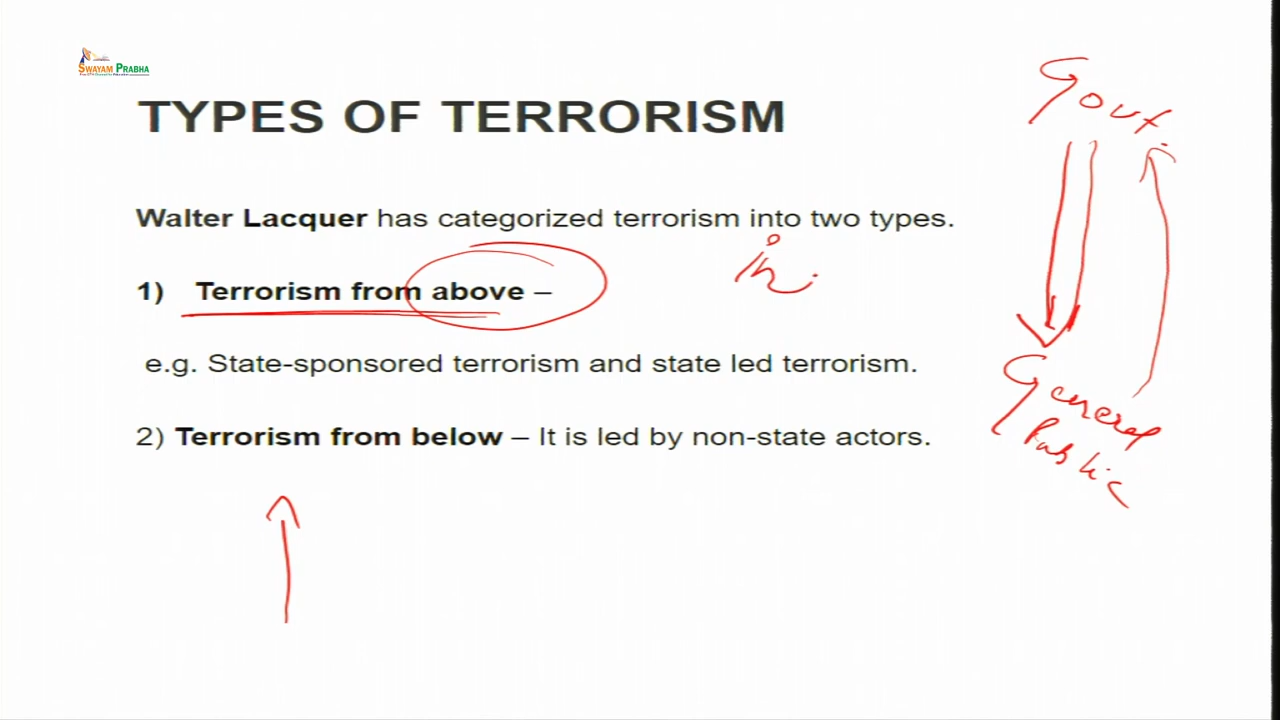 SWAYAM PRABHA
TYPES OF TERRORISM
Govt.
Walter Lacquer has categorized terrorism into two types.
in
1) Terrorism from above –
e.g. State-sponsored terrorism and state led terrorism.
General
Public
2) Terrorism from below – It is led by non-state actors.